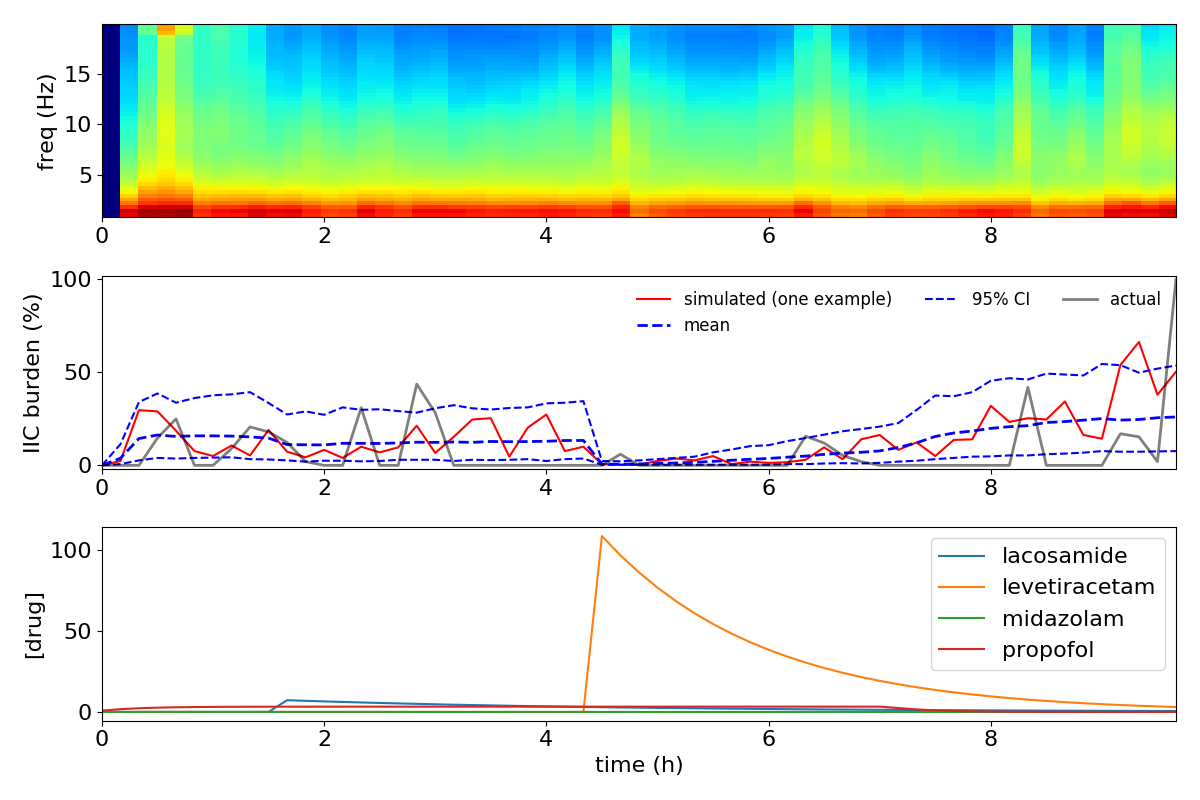 freq (Hz)
15
10
5
0 2 4 6 8
IIC burden (%)
100
50
0
simulated (one example) 95% CI actual
mean
0 2 4 6 8
[drug]
100
50
0
lacosamide
levetiracetam
midazolam
propofol
0 2 4 6 8
time (h)